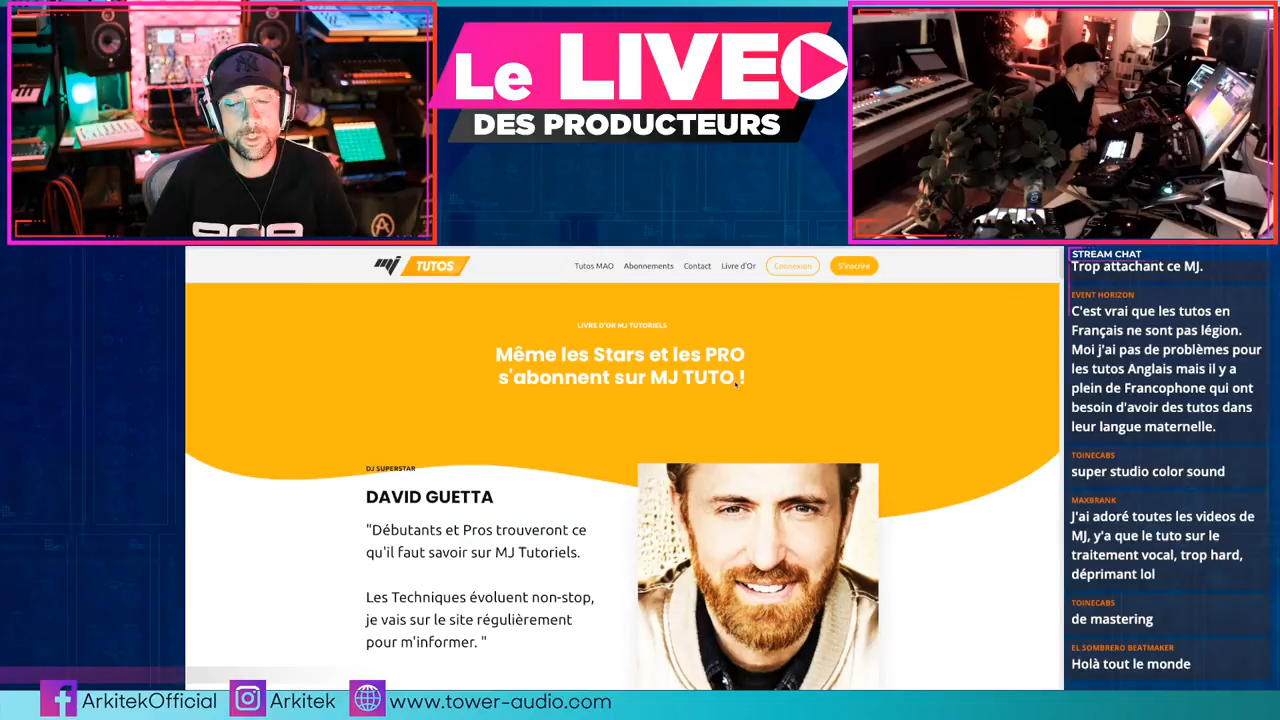 Le LIVE
DES PRODUCTEURS
mj TUTOS
Tutos MAO
Abonnements
Contact
Livre d'Or
Connexion
S'inscrire
LIVRE D'OR MJ TUTORIELS
Même les Stars et les PRO
s'abonnent sur MJ TUTO !
DJ SUPERSTAR
DAVID GUETTA
"Débutants et Pros trouveront ce
qu'il faut savoir sur MJ Tutoriels.
Les Techniques évoluent non-stop,
je vais sur le site régulièrement
pour m'informer. "
STREAM CHAT
Trop attachant ce MJ.
EVENT HORIZON
C'est vrai que les tutos en
Français ne sont pas légion.
Moi j'ai pas de problèmes pour
les tutos Anglais mais il y a
plein de Francophone qui ont
besoin d'avoir des tutos dans
leur langue maternelle.
TOINECABS
super studio color sound
MAXBRANK
J'ai adoré toutes les videos de
MJ, y'a que le tuto sur le
traitement vocal, trop hard,
déprimant lol
TOINECABS
de mastering
EL SOMBRERO BEATMAKER
Holà tout le monde
ArkitekOfficial
Arkitek
www.tower-audio.com